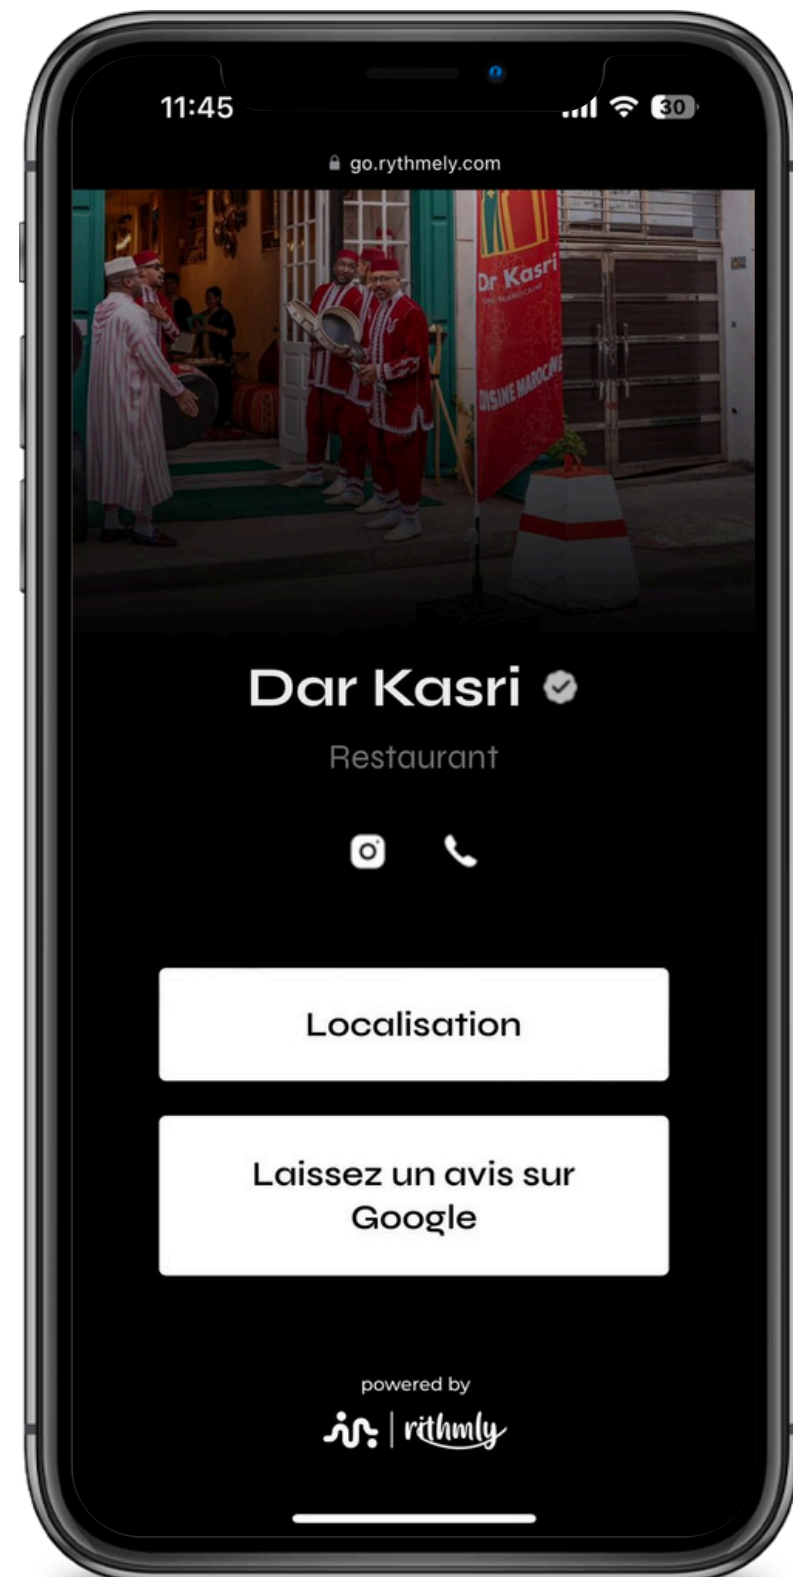 11:45
30
go.rythmely.com
Dr Kasri
CUISINE MAROCAINE
Dar Kasri
Restaurant
Localisation
Laissez un avis sur
Google
powered by
rithmly